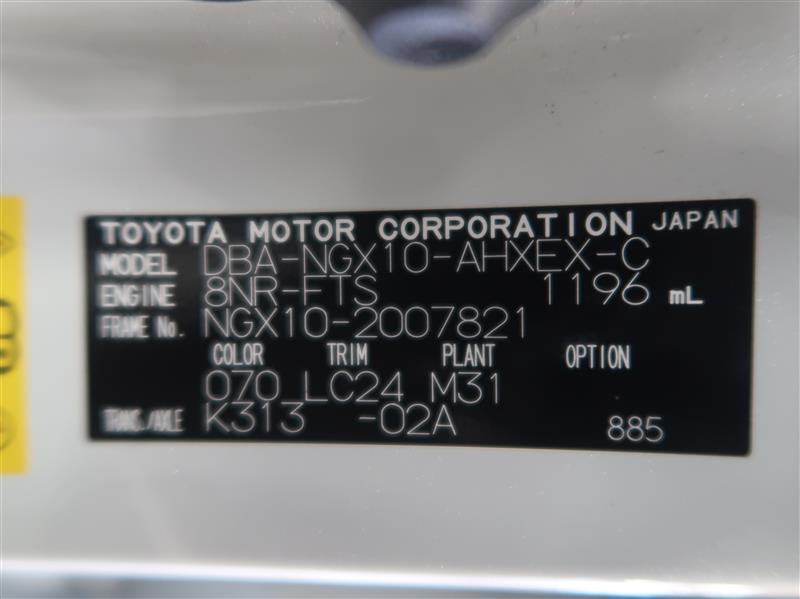 TOYOTA MOTOR CORPORATION JAPAN
MODEL DBA-NGX10-AHXEX-C
ENGINE 8NR-FTS 1196 mL
FRAME No. NGX10-2007821
COLOR TRIM PLANT OPTION
070 LC24 M31
TRANS./AXLE K313 -02A 885